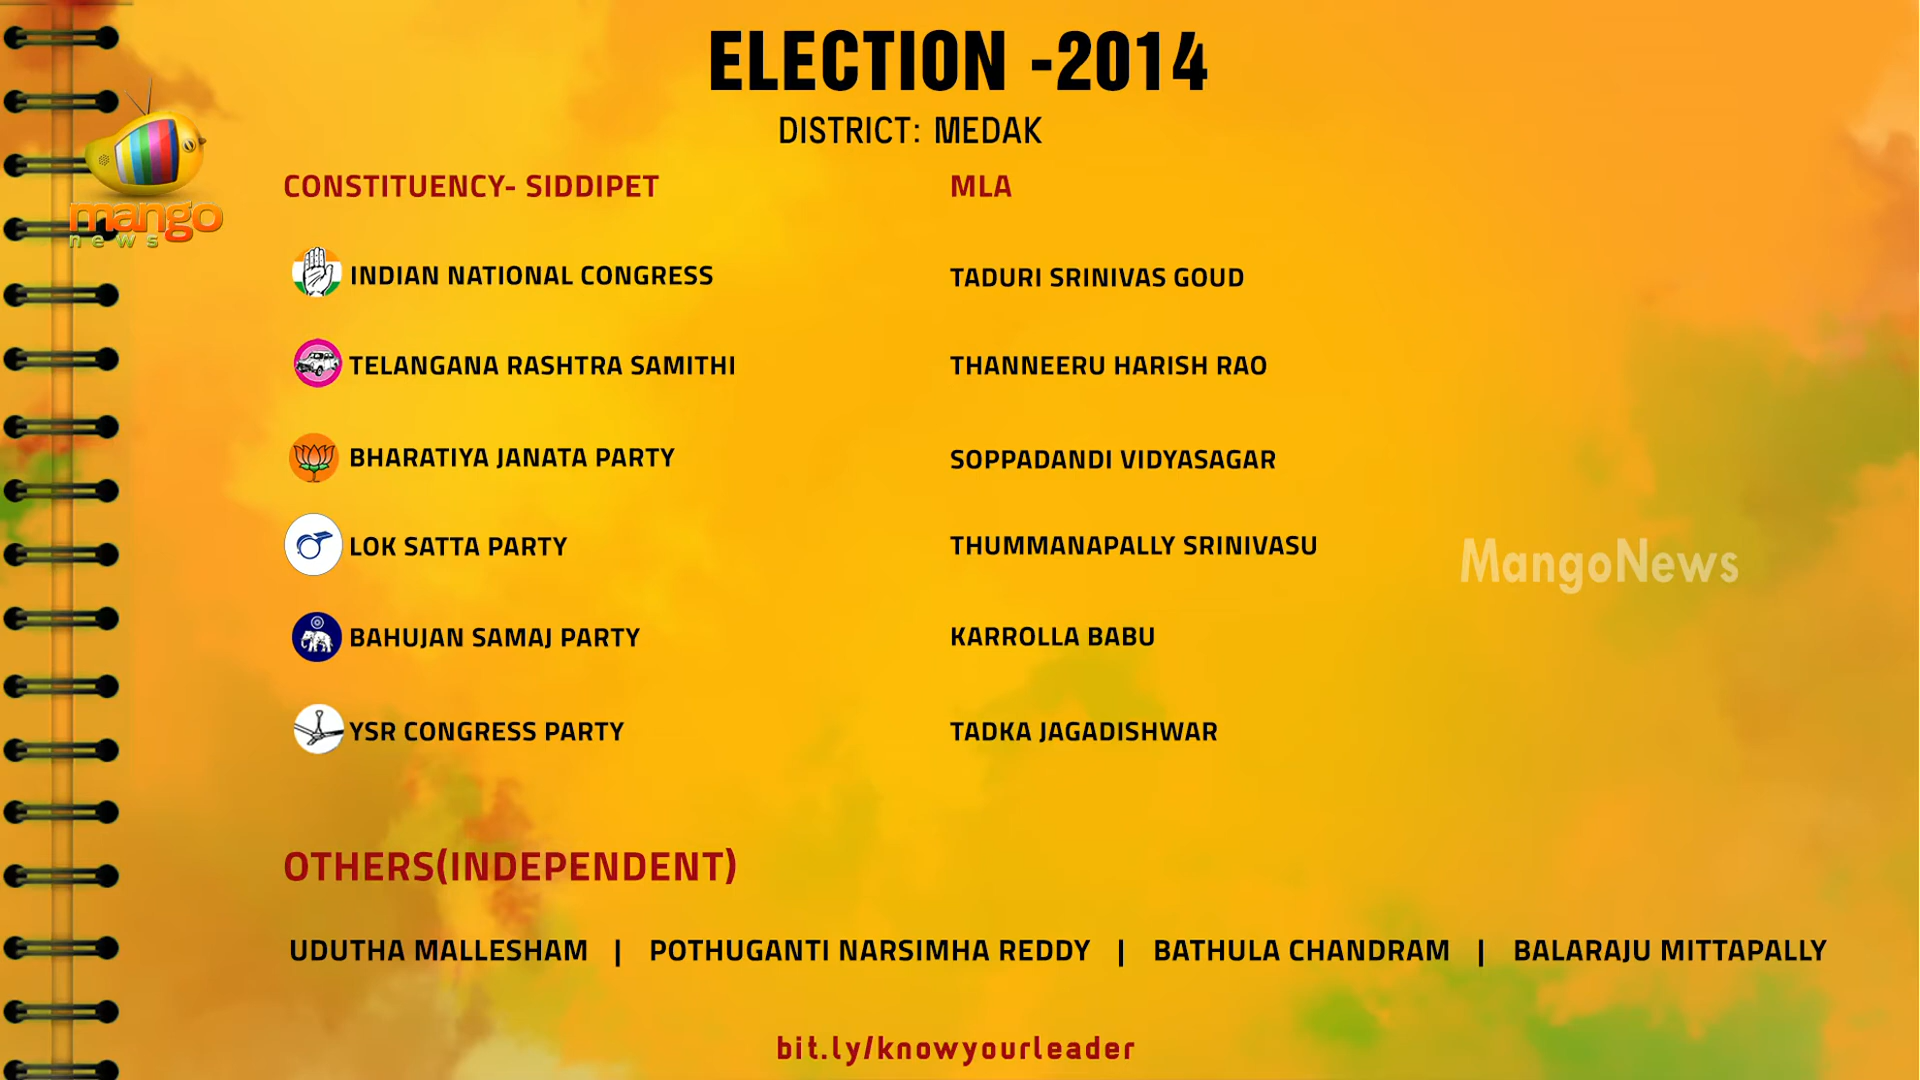 ELECTION -2014
DISTRICT: MEDAK
mango
news
CONSTITUENCY- SIDDIPET MLA
INDIAN NATIONAL CONGRESS TADURI SRINIVAS GOUD
TELANGANA RASHTRA SAMITHI THANNEERU HARISH RAO
BHARATIYA JANATA PARTY SOPPADANDI VIDYASAGAR
LOK SATTA PARTY THUMMANAPALLY SRINIVASU
MangoNews
BAHUJAN SAMAJ PARTY KARROLLA BABU
YSR CONGRESS PARTY TADKA JAGADISHWAR
OTHERS(INDEPENDENT)
UDUTHA MALLESHAM | POTHUGANTI NARSIMHA REDDY | BATHULA CHANDRAM | BALARAJU MITTAPALLY
bit.ly/knowyourleader